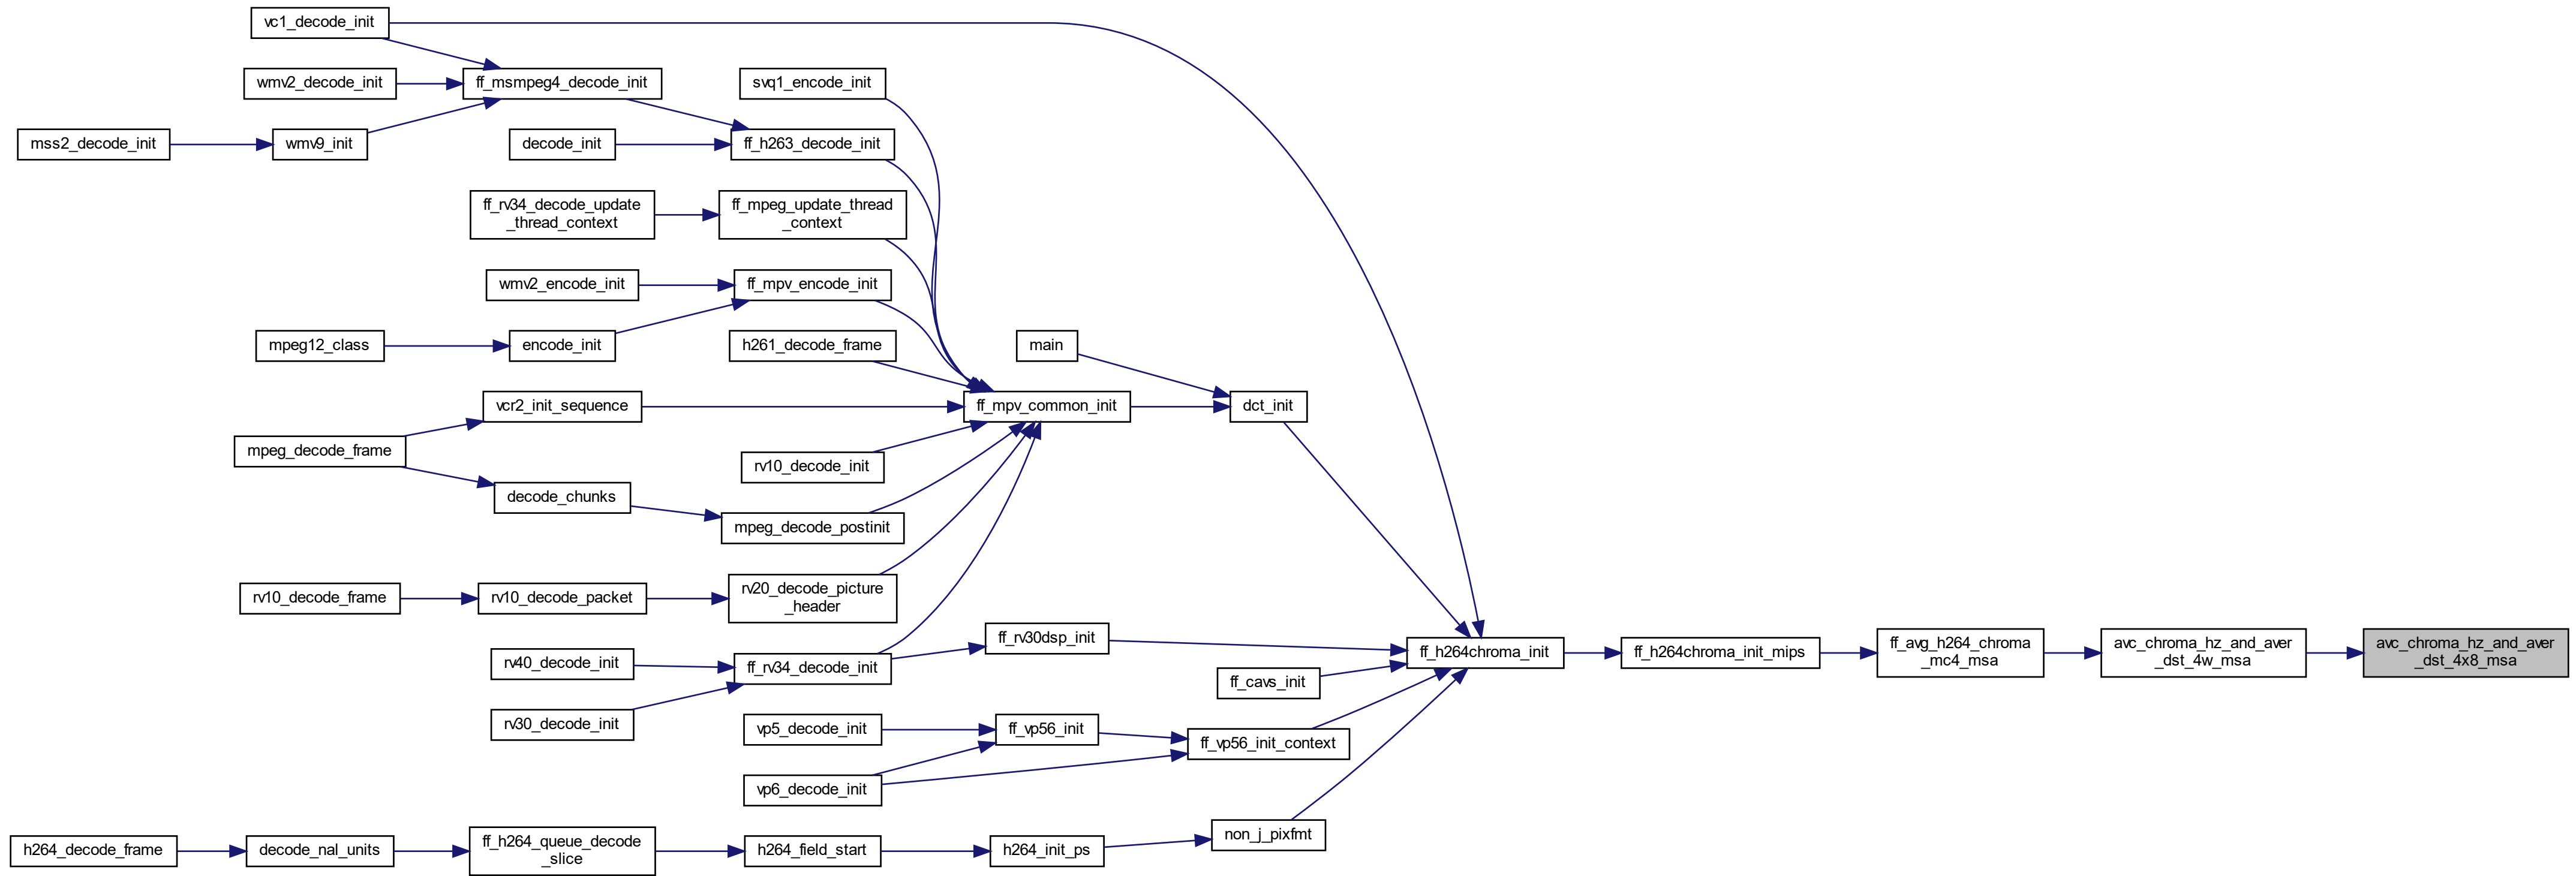 vc1_decode_init
wmv2_decode_init
ff_msmpeg4_decode_init
svq1_encode_init
mss2_decode_init
wmv9_init
decode_init
ff_h263_decode_init
ff_rv34_decode_update
_thread_context
ff_mpeg_update_thread
_context
wmv2_encode_init
ff_mpv_encode_init
mpeg12_class
encode_init
h261_decode_frame
main
vcr2_init_sequence
ff_mpv_common_init
dct_init
mpeg_decode_frame
rv10_decode_init
decode_chunks
mpeg_decode_postinit
rv10_decode_frame
rv10_decode_packet
rv20_decode_picture
_header
rv40_decode_init
ff_rv34_decode_init
ff_rv30dsp_init
ff_h264chroma_init
ff_h264chroma_init_mips
ff_avg_h264_chroma
_mc4_msa
avc_chroma_hz_and_aver
_dst_4w_msa
avc_chroma_hz_and_aver
_dst_4x8_msa
ff_cavs_init
rv30_decode_init
vp5_decode_init
ff_vp56_init
ff_vp56_init_context
vp6_decode_init
non_j_pixfmt
h264_decode_frame
decode_nal_units
ff_h264_queue_decode
_slice
h264_field_start
h264_init_ps